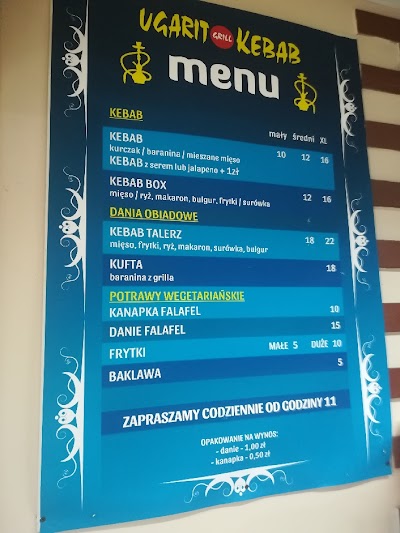 UGARIT GRILL KEBAB
menu
KEBAB
mały średni XL
KEBAB 10 12 16
kurczak / baranina / mieszane mięso
KEBAB z serem lub jalapeno + 1zł
KEBAB BOX 12 16
mięso / ryż, makaron, bulgur, frytki / surówka
DANIA OBIADOWE
KEBAB TALERZ 18 22
mięso, frytki, ryż, makaron, surówka, bulgur
KUFTA 18
baranina z grilla
POTRAWY WEGETARIAŃSKIE
KANAPKA FALAFEL 10
DANIE FALAFEL 15
FRYTKI MAŁE 5 DUŻE 10
BAKLAWA 5
ZAPRASZAMY CODZIENNIE OD GODZINY 11
OPAKOWANIE NA WYNOS:
- danie - 1,00 zł
- kanapka - 0,50 zł